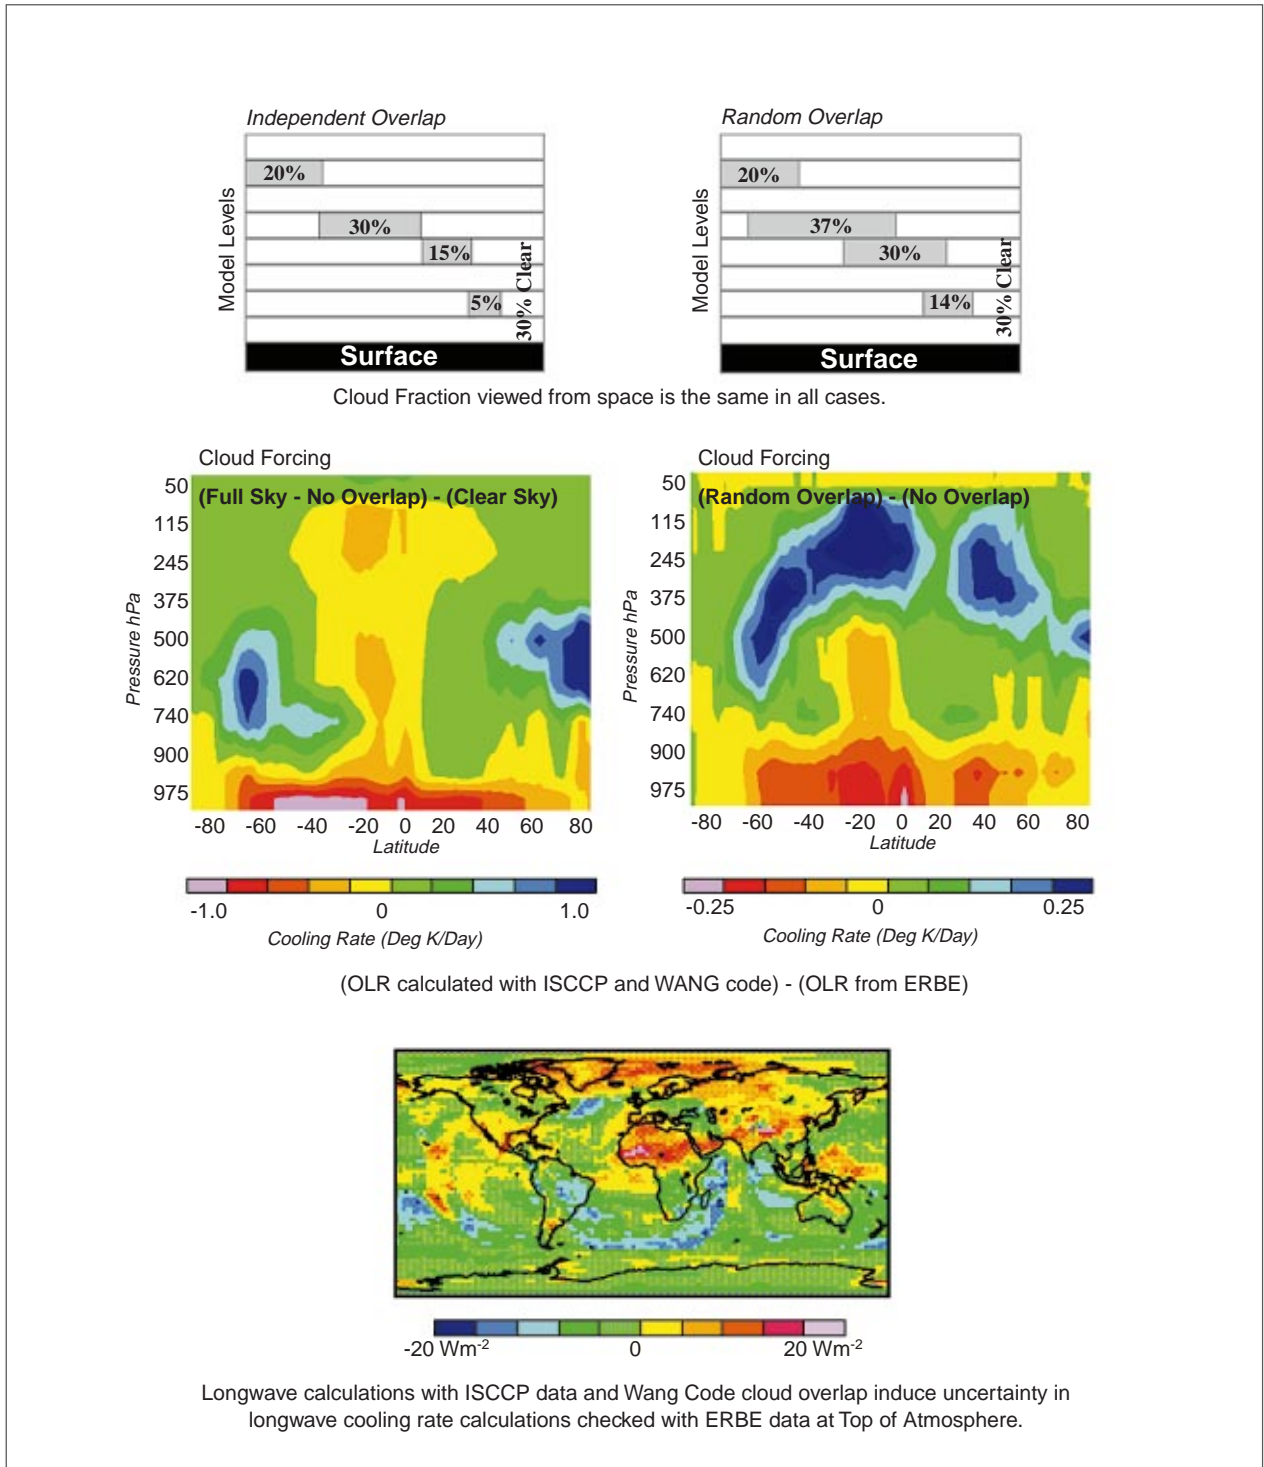 Independent Overlap
20%
30%
15%
5%
30% Clear
Model Levels
Surface
Random Overlap
20%
37%
30%
14%
30% Clear
Model Levels
Surface
Cloud Fraction viewed from space is the same in all cases.
Cloud Forcing
(Full Sky - No Overlap) - (Clear Sky)
50
115
245
375
500
620
740
900
975
Pressure hPa
-80 -60 -40 -20 0 20 40 60 80
Latitude
-1.0 0 1.0
Cooling Rate (Deg K/Day)
Cloud Forcing
(Random Overlap) - (No Overlap)
50
115
245
375
500
620
740
900
975
Pressure hPa
-80 -60 -40 -20 0 20 40 60 80
Latitude
-0.25 0 0.25
Cooling Rate (Deg K/Day)
(OLR calculated with ISCCP and WANG code) - (OLR from ERBE)
-20 Wm-2 0 20 Wm-2
Longwave calculations with ISCCP data and Wang Code cloud overlap induce uncertainty in
longwave cooling rate calculations checked with ERBE data at Top of Atmosphere.